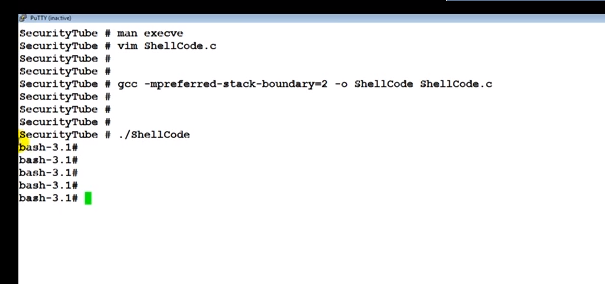 PuTTY (inactive)
SecurityTube # man execve
SecurityTube # vim ShellCode.c
SecurityTube #
SecurityTube #
SecurityTube # gcc -mpreferred-stack-boundary=2 -o ShellCode ShellCode.c
SecurityTube #
SecurityTube #
SecurityTube #
SecurityTube # ./ShellCode
bash-3.1#
bash-3.1#
bash-3.1#
bash-3.1#
bash-3.1#